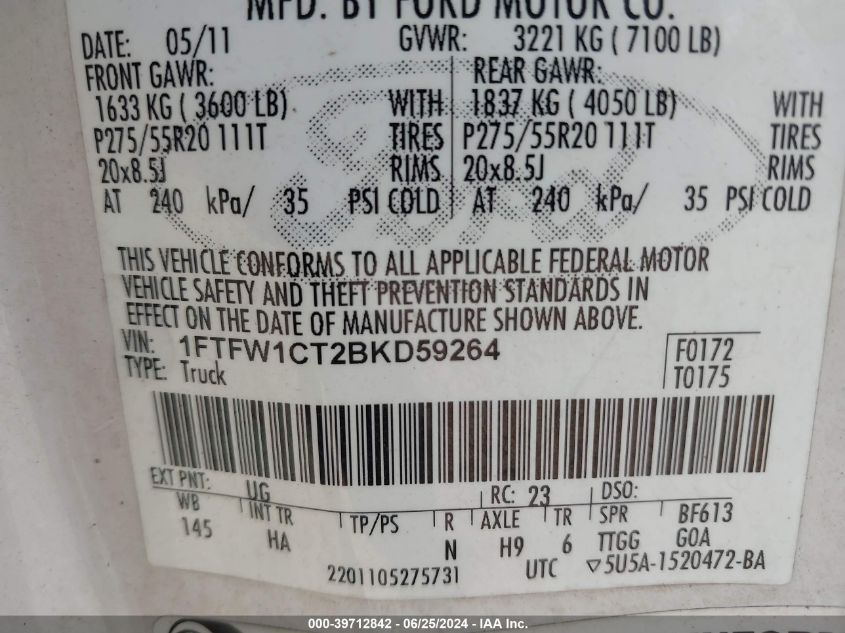 MFD. BY FORD MOTOR CO.
DATE: 05/11 GVWR: 3221 KG ( 7100 LB)
FRONT GAWR: REAR GAWR:
1633 KG ( 3600 LB) WITH 1837 KG ( 4050 LB) WITH
P275/55R20 111T TIRES P275/55R20 111T TIRES
20x8.5J RIMS 20x8.5J RIMS
AT 240 kPa/ 35 PSI COLD AT 240 kPa/ 35 PSI COLD
Ford
THIS VEHICLE CONFORMS TO ALL APPLICABLE FEDERAL MOTOR
VEHICLE SAFETY AND THEFT PREVENTION STANDARDS IN
EFFECT ON THE DATE OF MANUFACTURE SHOWN ABOVE.
VIN: 1FTFW1CT2BKD59264 F0172
TYPE: Truck T0175
EXT PNT: UG RC: 23 DSO:
WB INT TR TP/PS R AXLE TR SPR BF613
145 HA N H9 6 TTGG GOA
2201105275731 UTC ▽5U5A-1520472-BA
000-39712842 / 06/25/2024 / IAA Inc.